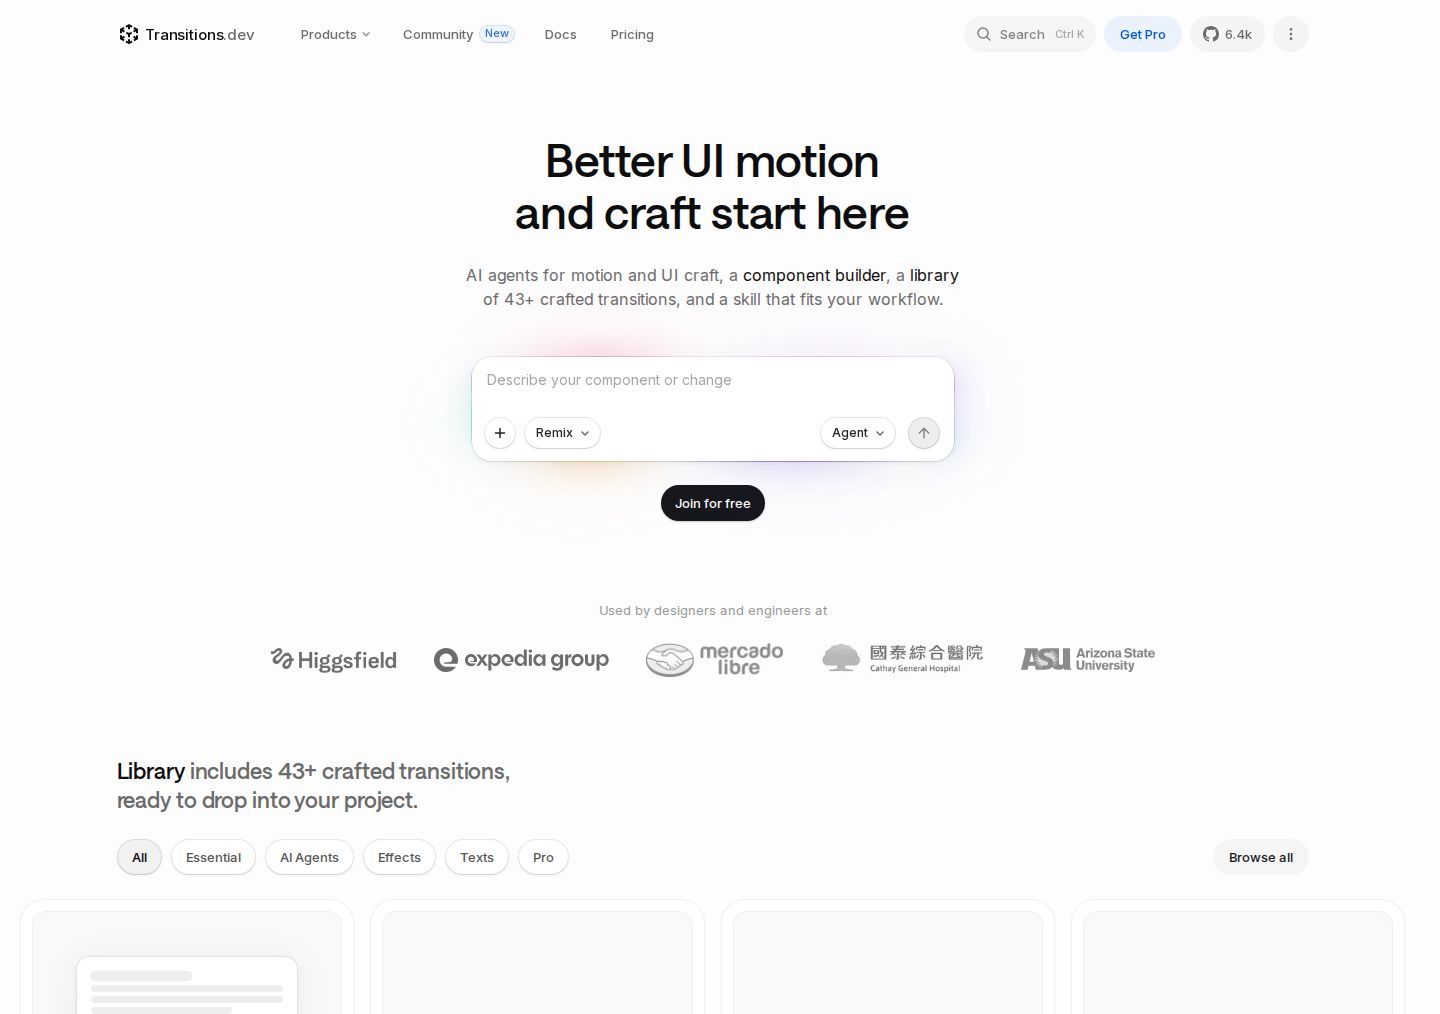 Transitions.dev
Products
Community New
Docs
Pricing
Search Ctrl K
Get Pro
6.4k
Better UI motion
and craft start here
AI agents for motion and UI craft, a component builder, a library
of 43+ crafted transitions, and a skill that fits your workflow.
Describe your component or change
Remix
Agent
Join for free
Used by designers and engineers at
Higgsfield
expedia group
mercado
libre
國泰綜合醫院
Cathay General Hospital
ASU Arizona State
University
Library includes 43+ crafted transitions,
ready to drop into your project.
All
Essential
AI Agents
Effects
Texts
Pro
Browse all